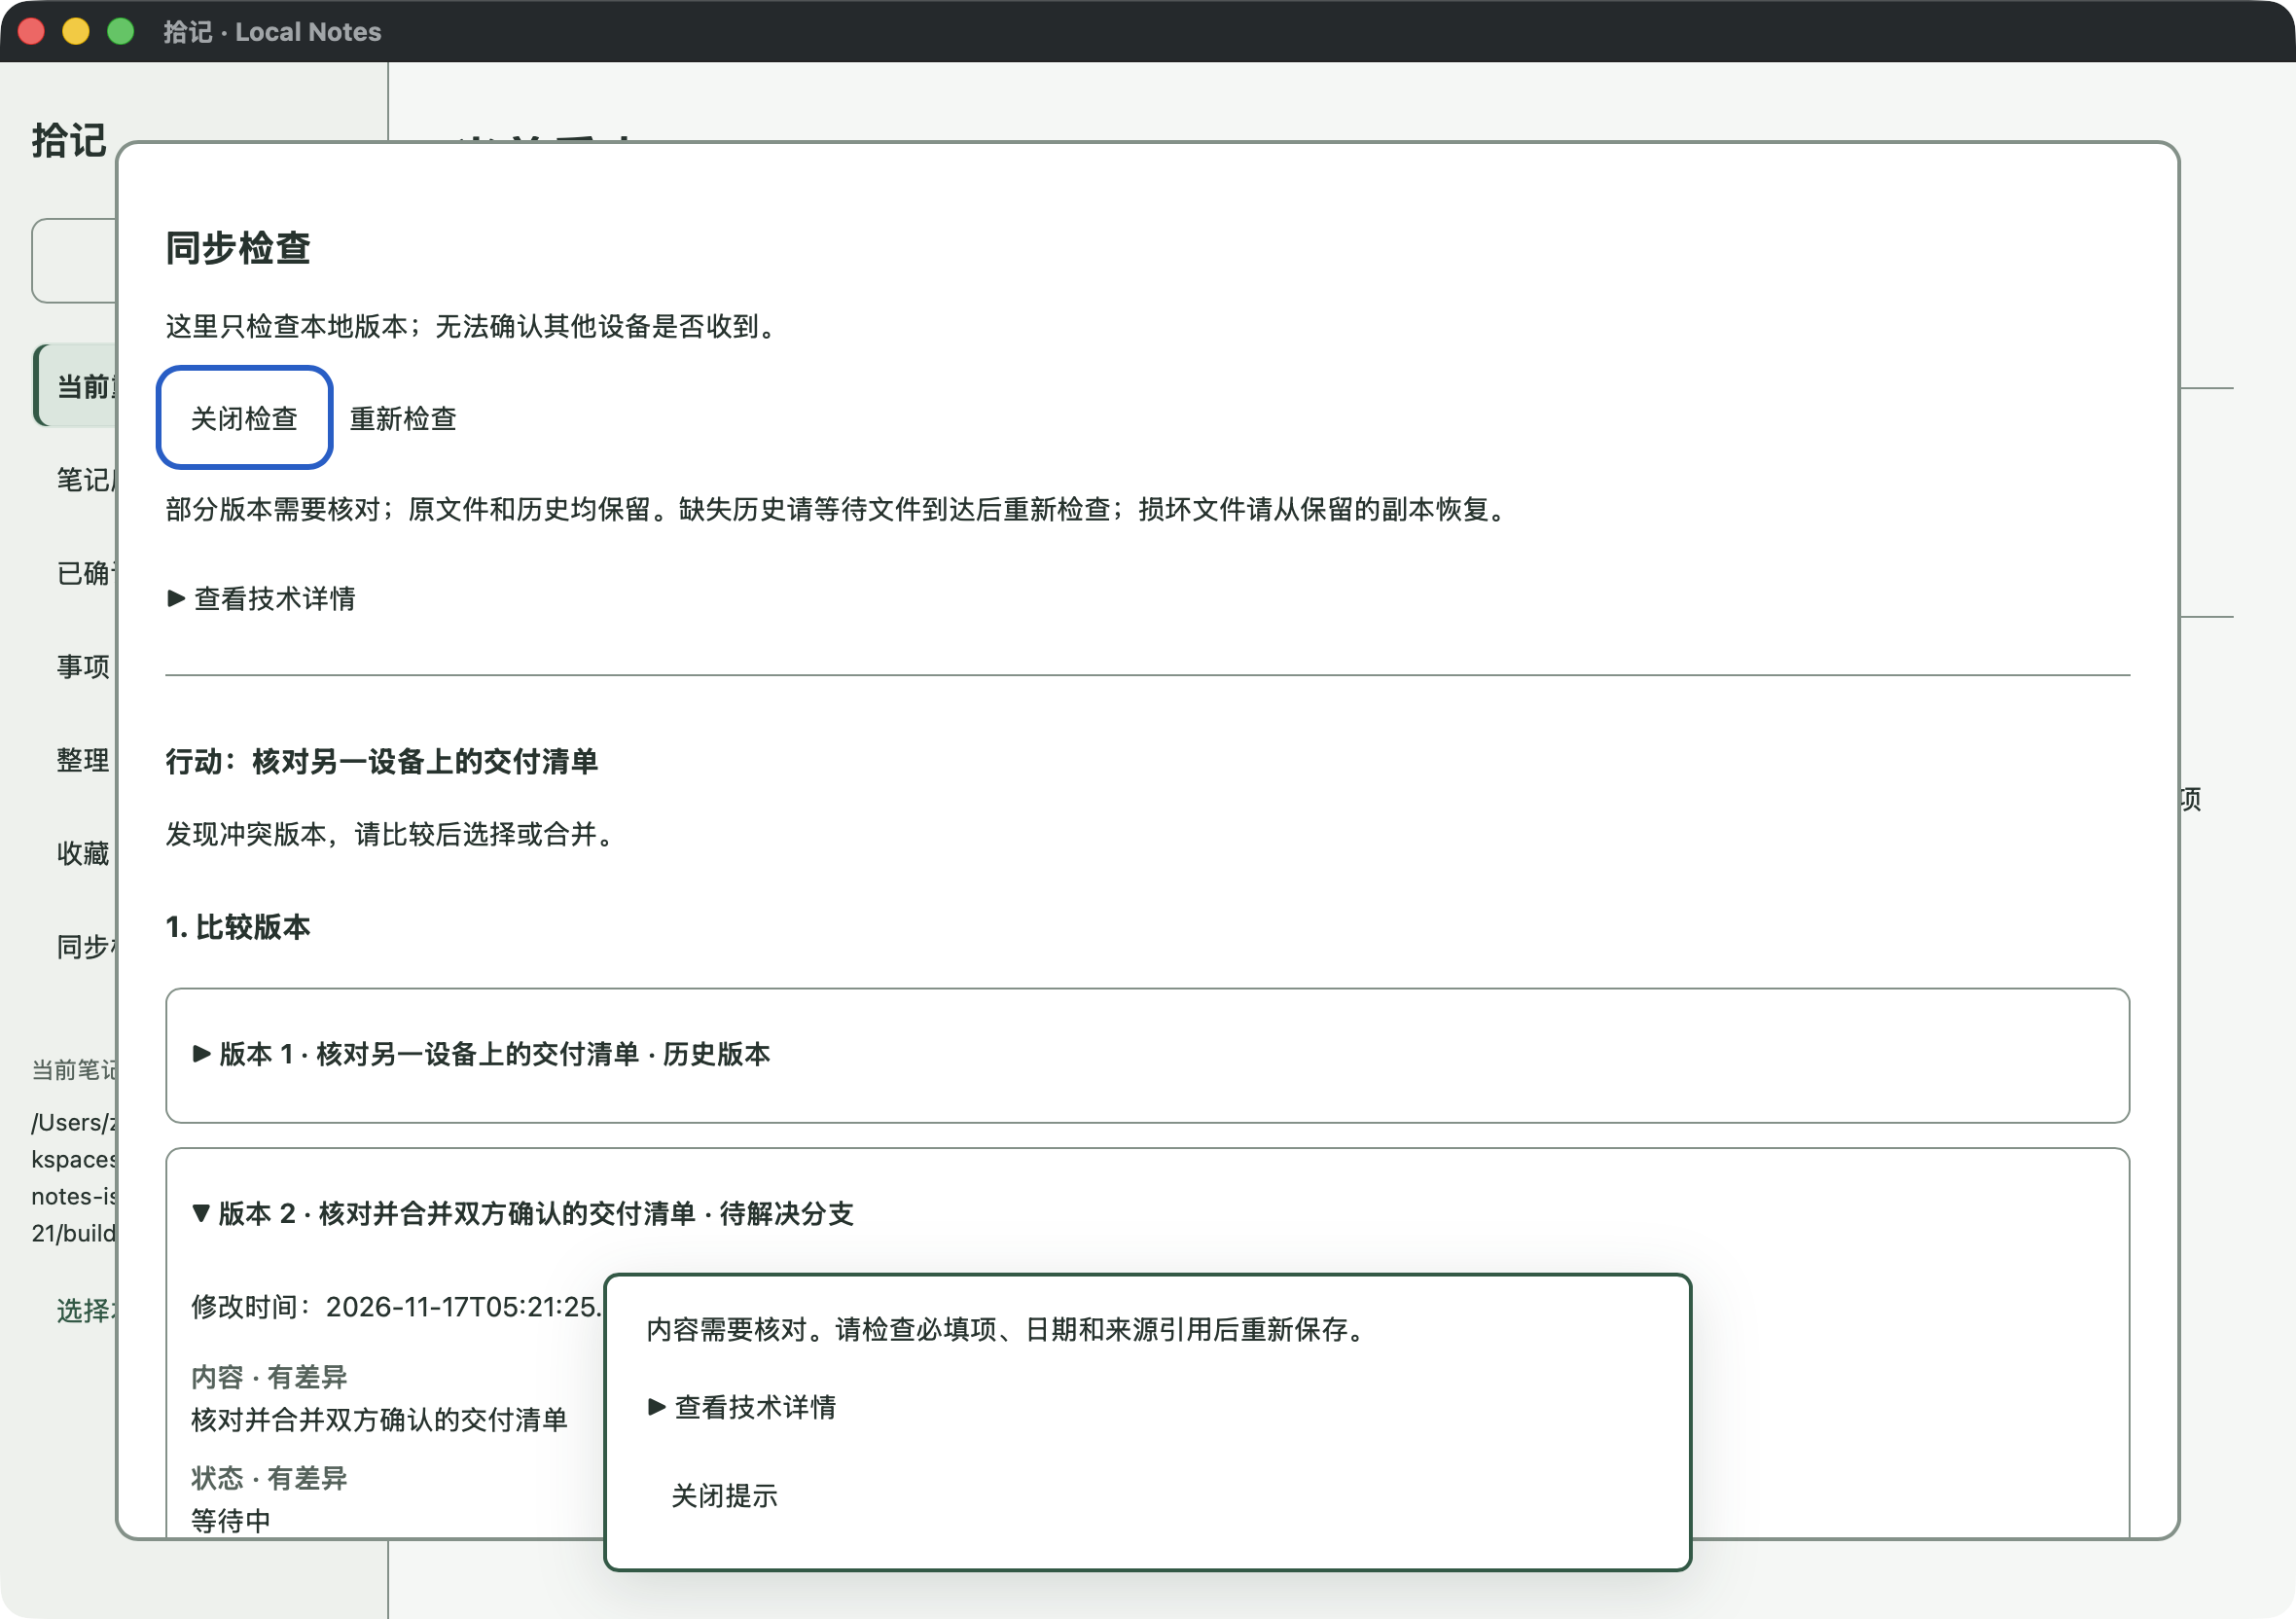 拾记 · Local Notes
拾记
当前
笔记
已确
事项
整理
收藏
同步
当前笔记
/Users/
kspaces
notes-is
21/build
选择
同步检查
这里只检查本地版本；无法确认其他设备是否收到。
关闭检查
重新检查
部分版本需要核对；原文件和历史均保留。缺失历史请等待文件到达后重新检查；损坏文件请从保留的副本恢复。
▶ 查看技术详情
行动：核对另一设备上的交付清单
发现冲突版本，请比较后选择或合并。
1. 比较版本
▶ 版本 1 · 核对另一设备上的交付清单 · 历史版本
▼ 版本 2 · 核对并合并双方确认的交付清单 · 待解决分支
修改时间：2026-11-17T05:21:25.
内容 · 有差异
核对并合并双方确认的交付清单
状态 · 有差异
等待中
内容需要核对。请检查必填项、日期和来源引用后重新保存。
▶ 查看技术详情
关闭提示
项